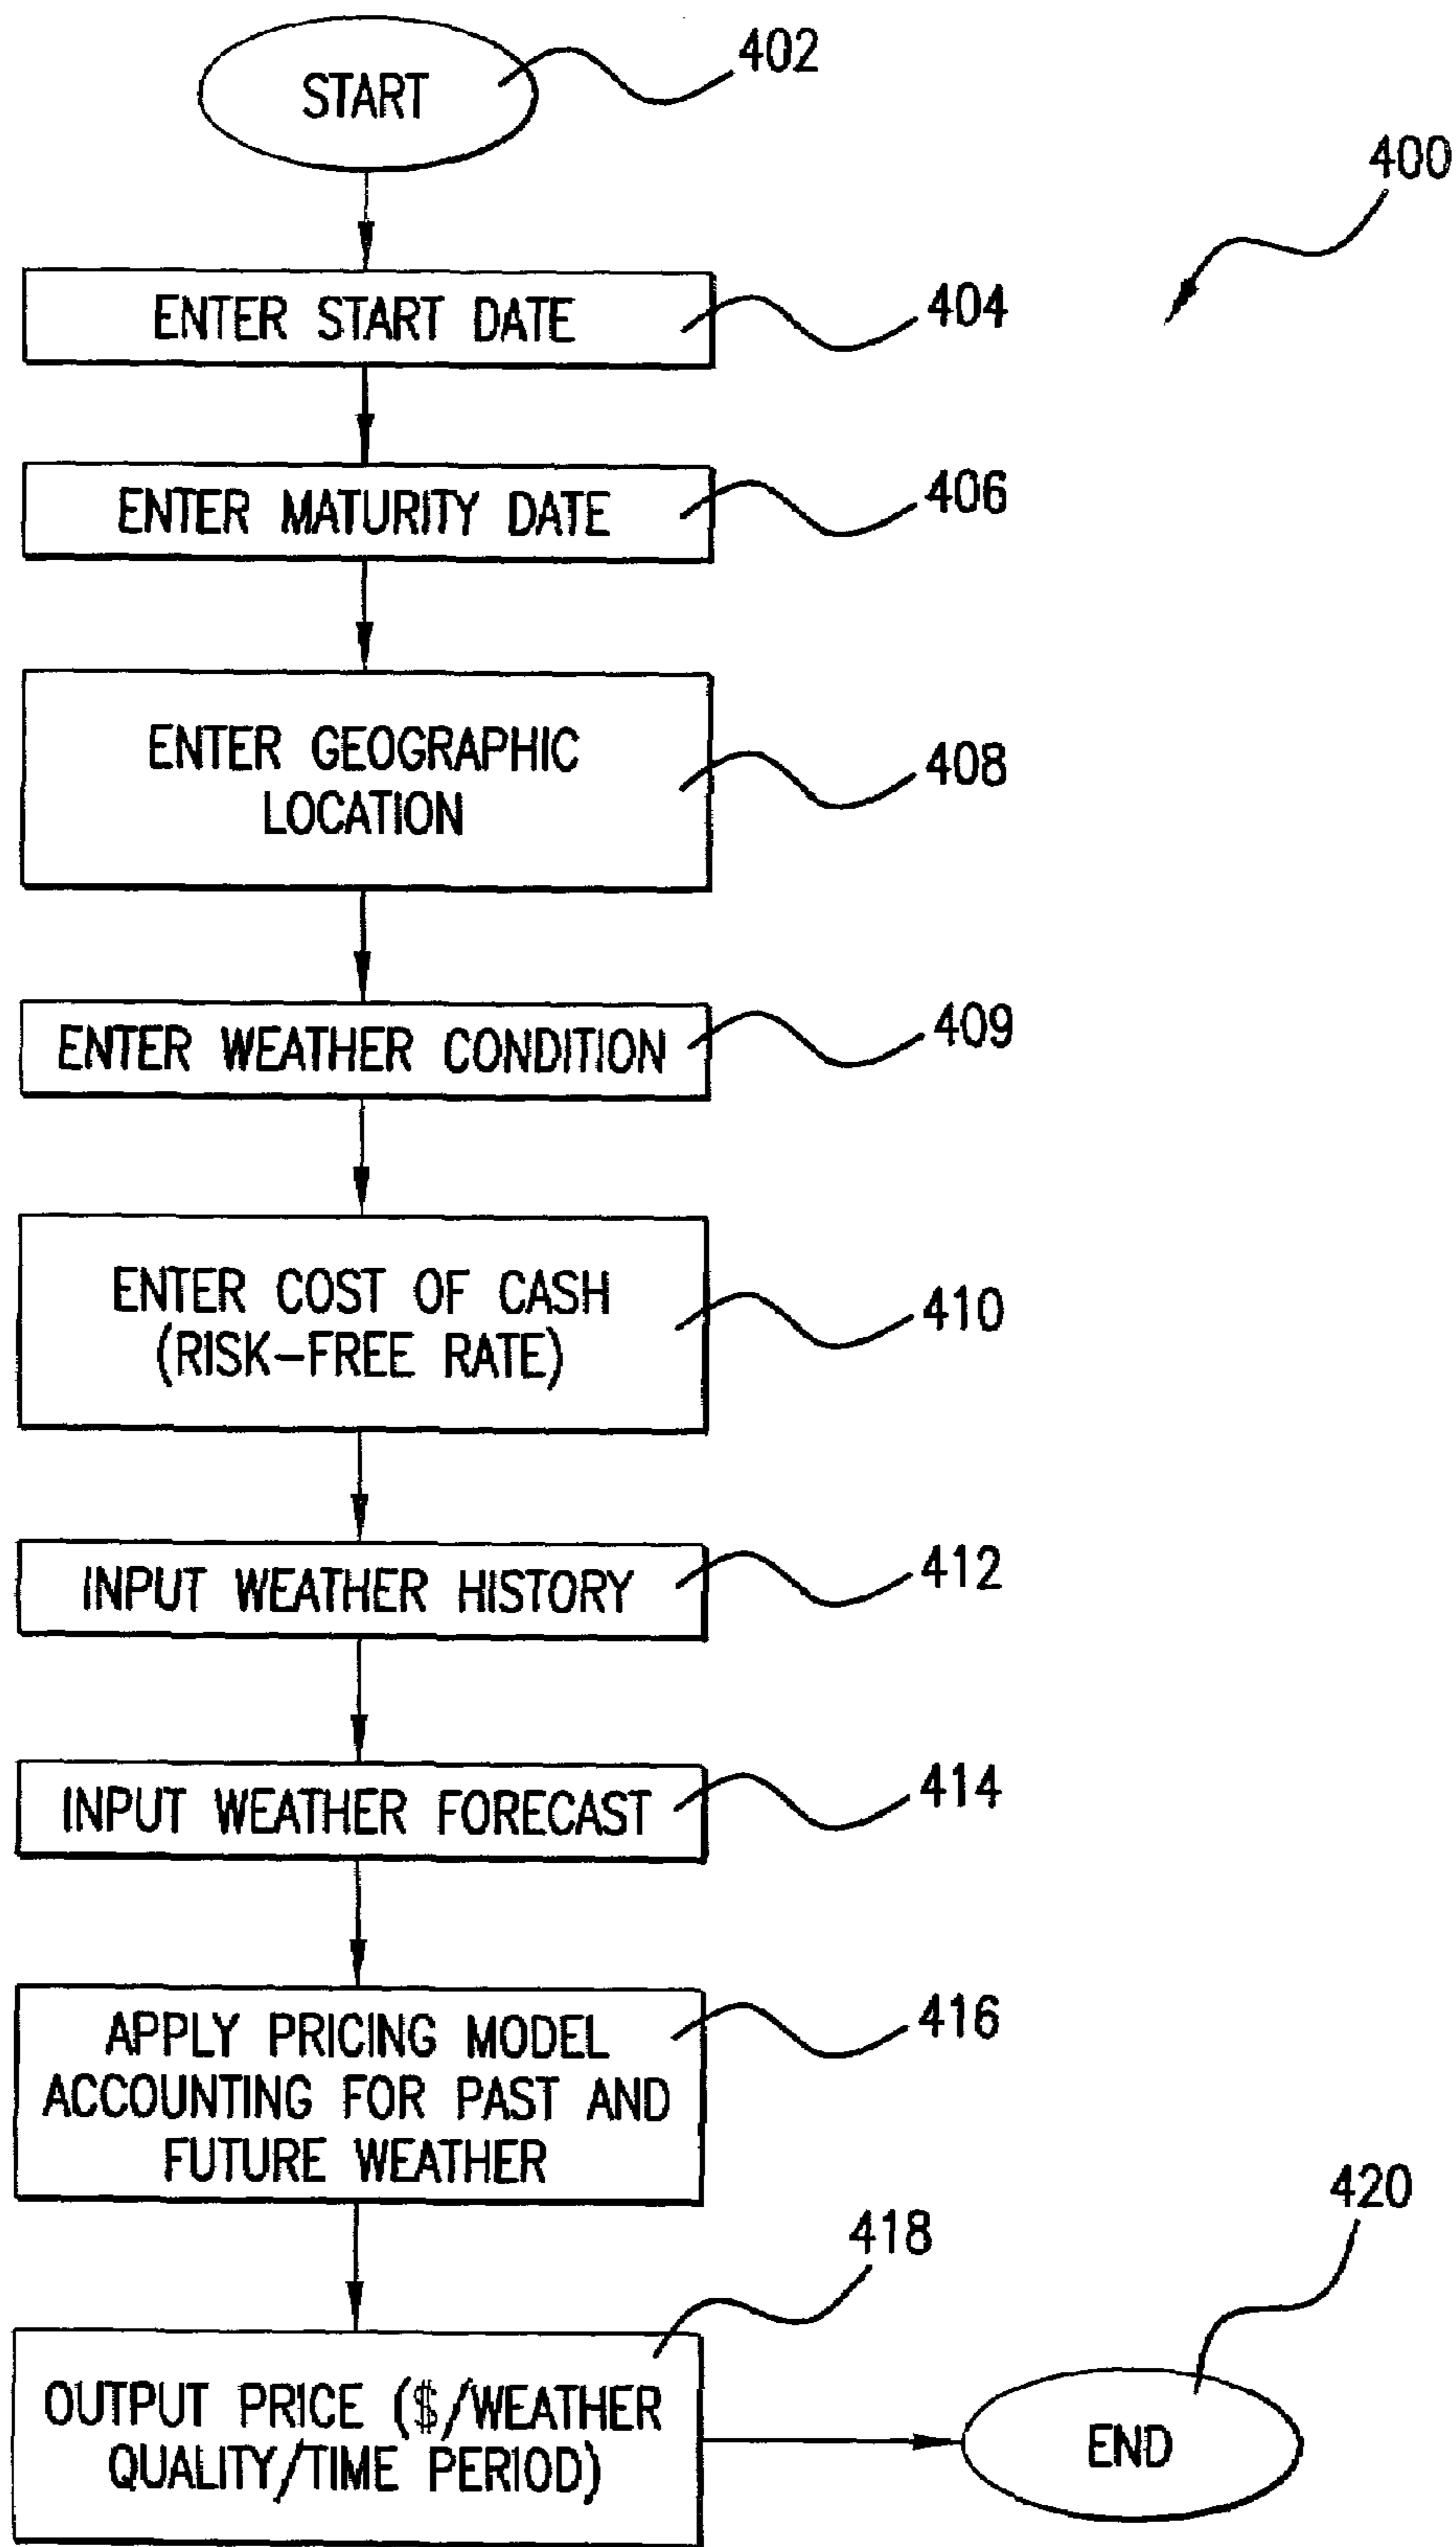 START
402
400
ENTER START DATE
404
ENTER MATURITY DATE
406
ENTER GEOGRAPHIC
LOCATION
408
ENTER WEATHER CONDITION
409
ENTER COST OF CASH
(RISK-FREE RATE)
410
INPUT WEATHER HISTORY
412
INPUT WEATHER FORECAST
414
APPLY PRICING MODEL
ACCOUNTING FOR PAST AND
FUTURE WEATHER
416
OUTPUT PRICE ($/WEATHER
QUALITY/TIME PERIOD)
418
END
420